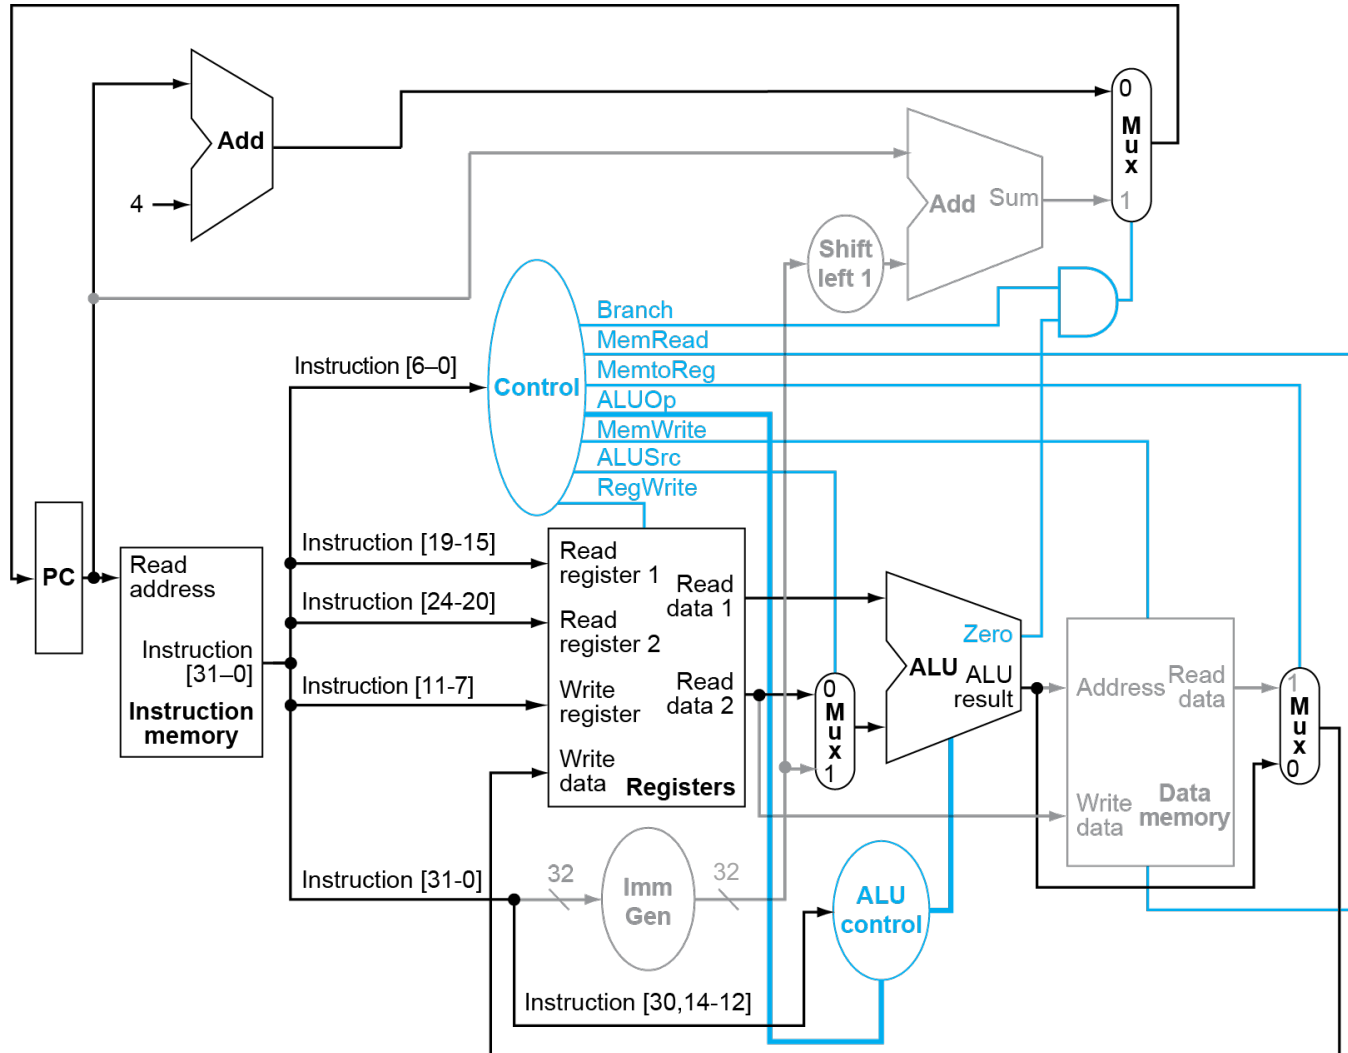 0
Mux
1
Add
4
Add
Sum
Shift
left 1
Branch
MemRead
MemtoReg
ALUOp
MemWrite
ALUSrc
RegWrite
Control
Instruction [6–0]
PC
Read
address
Instruction
[31–0]
Instruction
memory
Instruction [19-15]
Instruction [24-20]
Instruction [11-7]
Instruction [31-0]
Read
register 1
Read
register 2
Write
register
Write
data
Read
data 1
Read
data 2
Registers
0
Mux
1
Zero
ALU
ALU
result
Address
Read
data
Write
data
Data
memory
1
Mux
0
32
Imm
Gen
32
ALU
control
Instruction [30,14-12]